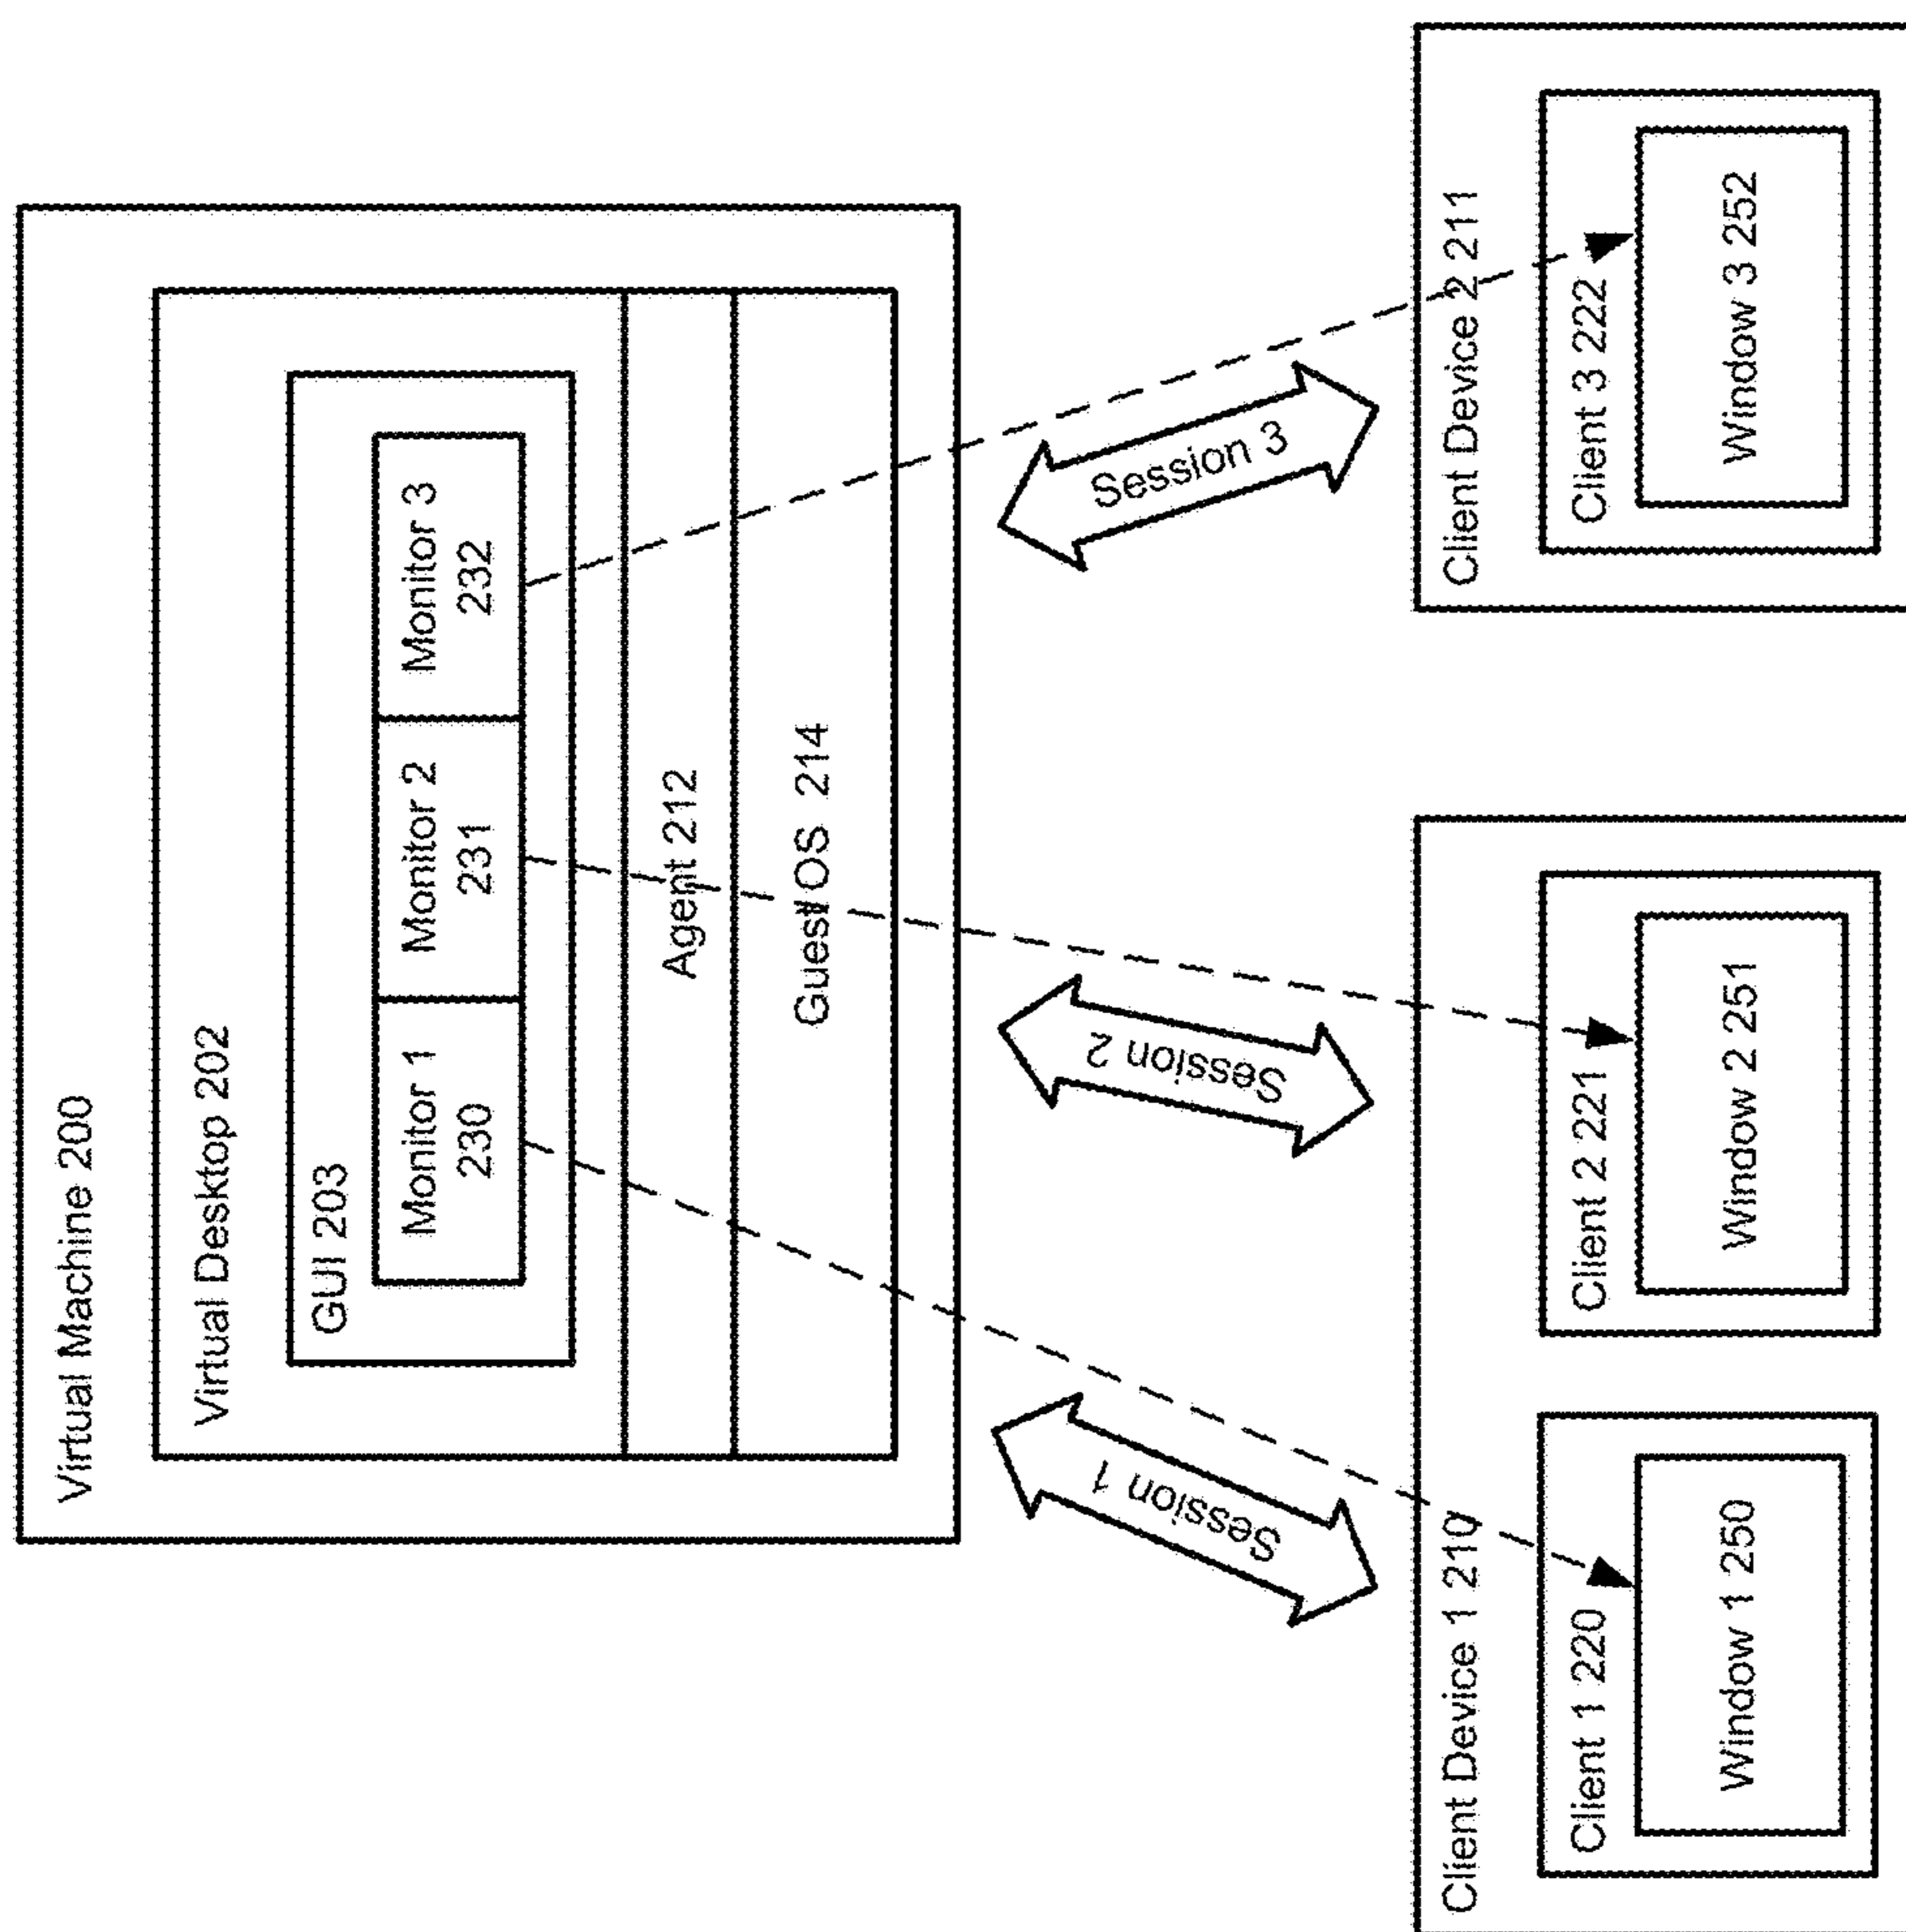 Virtual Machine 200
Virtual Desktop 202
GUI 203
Monitor 1
230
Monitor 2
231
Monitor 3
232
Agent 212
Guest OS 214
Session 1
Session 2
Session 3
Client Device 1 210
Client 1 220
Window 1 250
Client 2 221
Window 2 251
Client Device 2 211
Client 3 222
Window 3 252